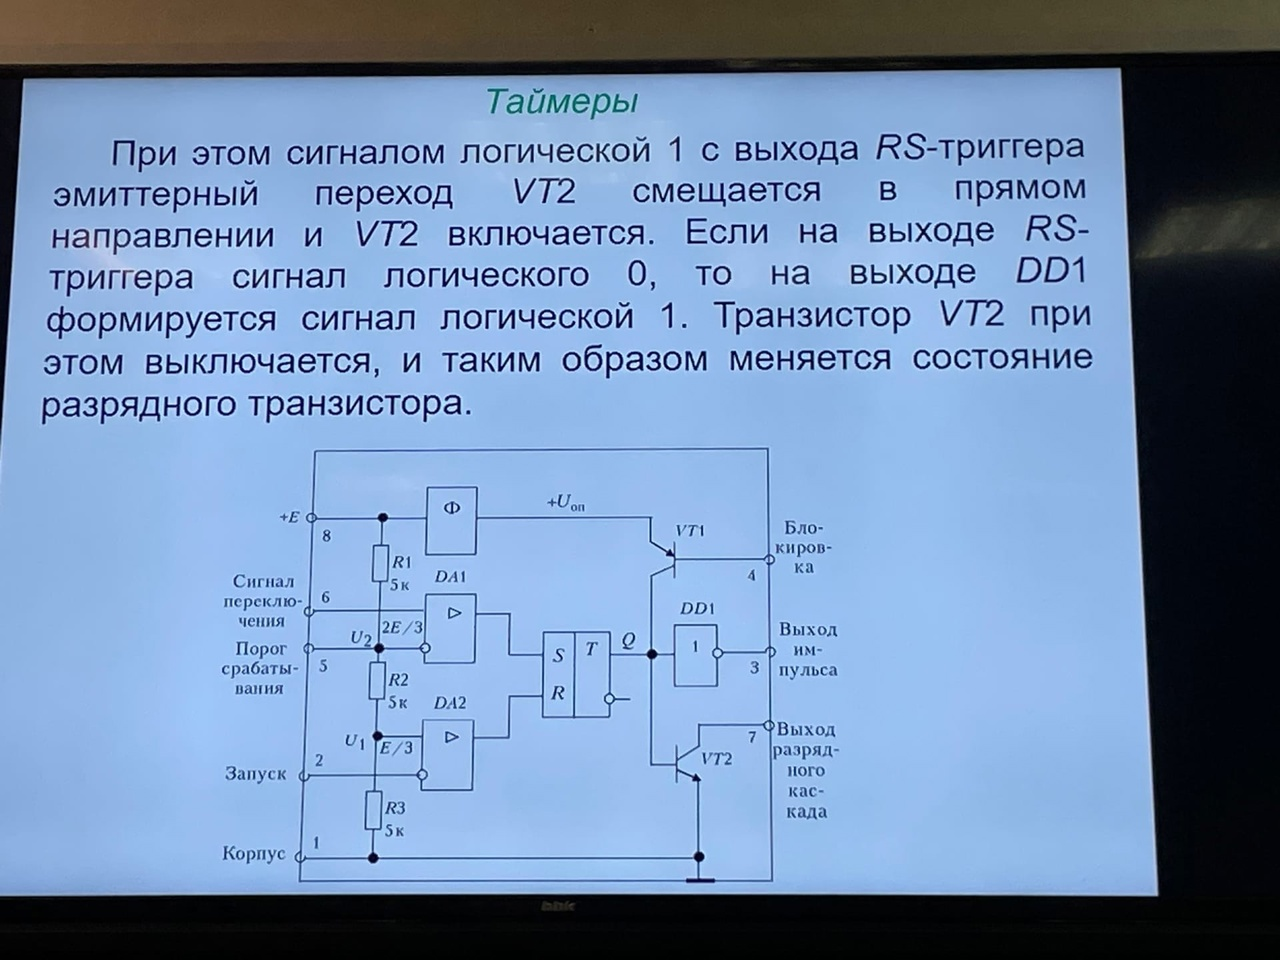 Таймеры
При этом сигналом логической 1 с выхода RS-триггера
эмиттерный переход VT2 смещается в прямом
направлении и VT2 включается. Если на выходе RS-
триггера сигнал логического 0, то на выходе DD1
формируется сигнал логической 1. Транзистор VT2 при
этом выключается, и таким образом меняется состояние
разрядного транзистора.
+E
8
Ф
+Uоп
VT1
Бло-
киров-
ка
4
R1
5к
DA1
▷
Сигнал
переклю-
чения
6
2E/3
U2
Порог
срабаты-
вания
5
R2
5к
DA2
▷
S T
R
Q
DD1
1
Выход
им-
пульса
3
U1
E/3
Запуск
2
VT2
7
Выход
разряд-
ного
кас-
када
R3
5к
Корпус
1
bbk